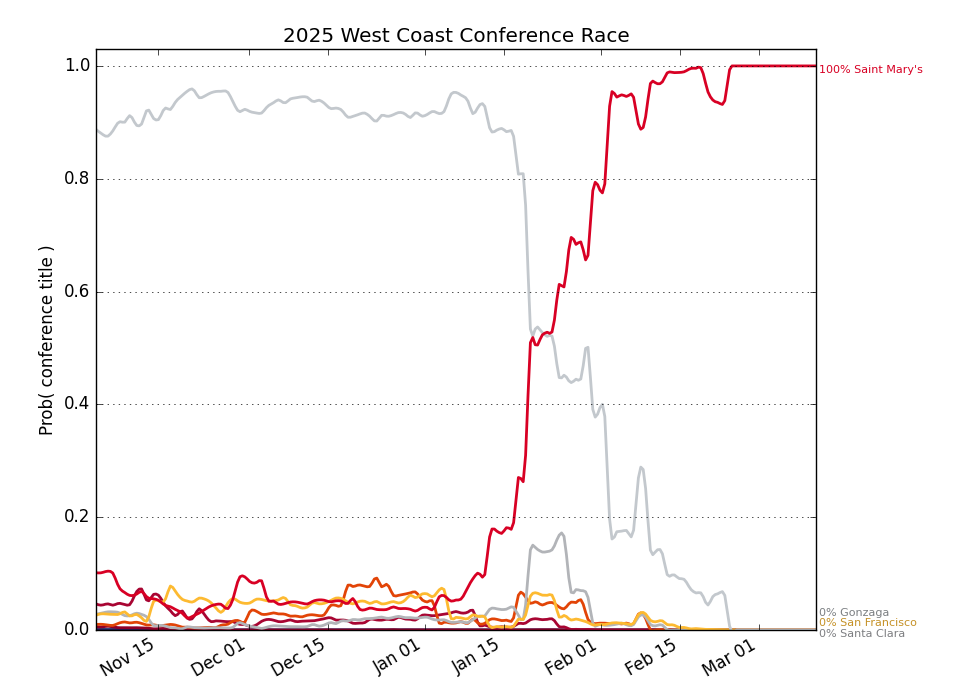 2025 West Coast Conference Race
1.0
100% Saint Mary's
0.8
0.6
Prob( conference title )
0.4
0.2
0% Gonzaga
0% San Francisco
0.0
0% Santa Clara
Nov 15
Dec 01
Dec 15
Jan 01
Jan 15
Feb 01
Feb 15
Mar 01